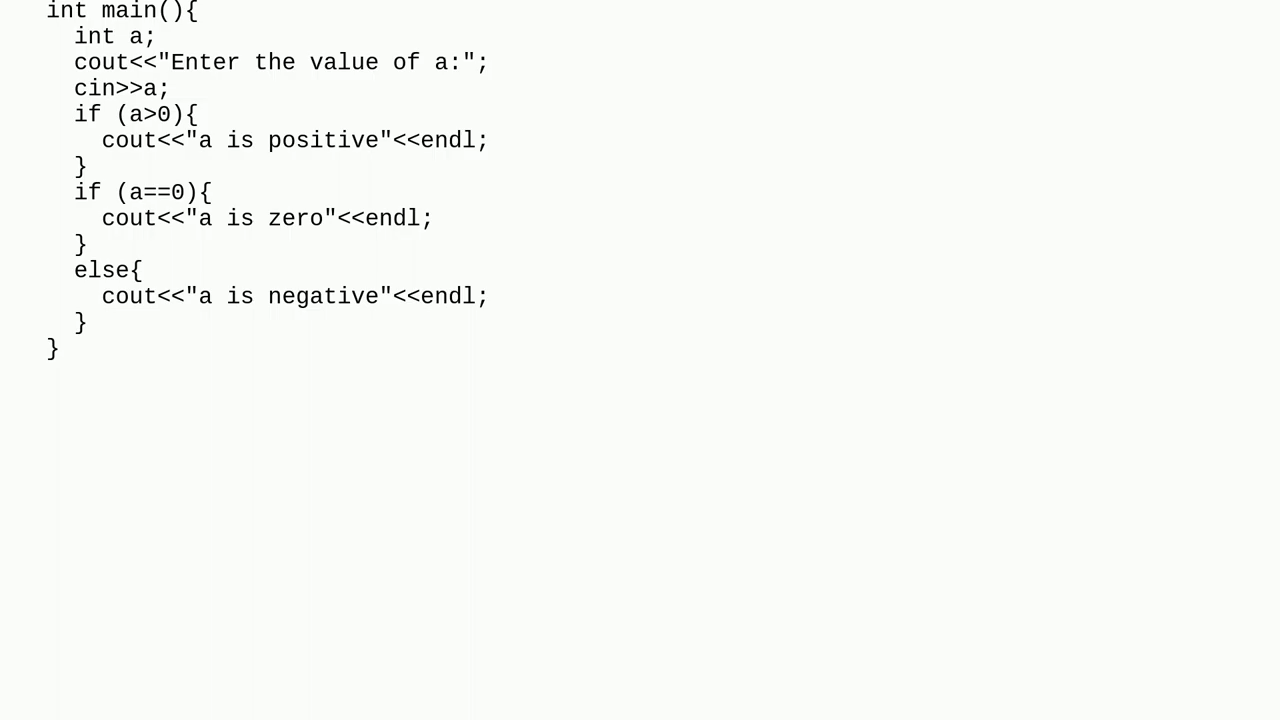 int main(){
  int a;
  cout<<"Enter the value of a:";
  cin>>a;
  if (a>0){
    cout<<"a is positive"<<endl;
  }
  if (a==0){
    cout<<"a is zero"<<endl;
  }
  else{
    cout<<"a is negative"<<endl;
  }
}